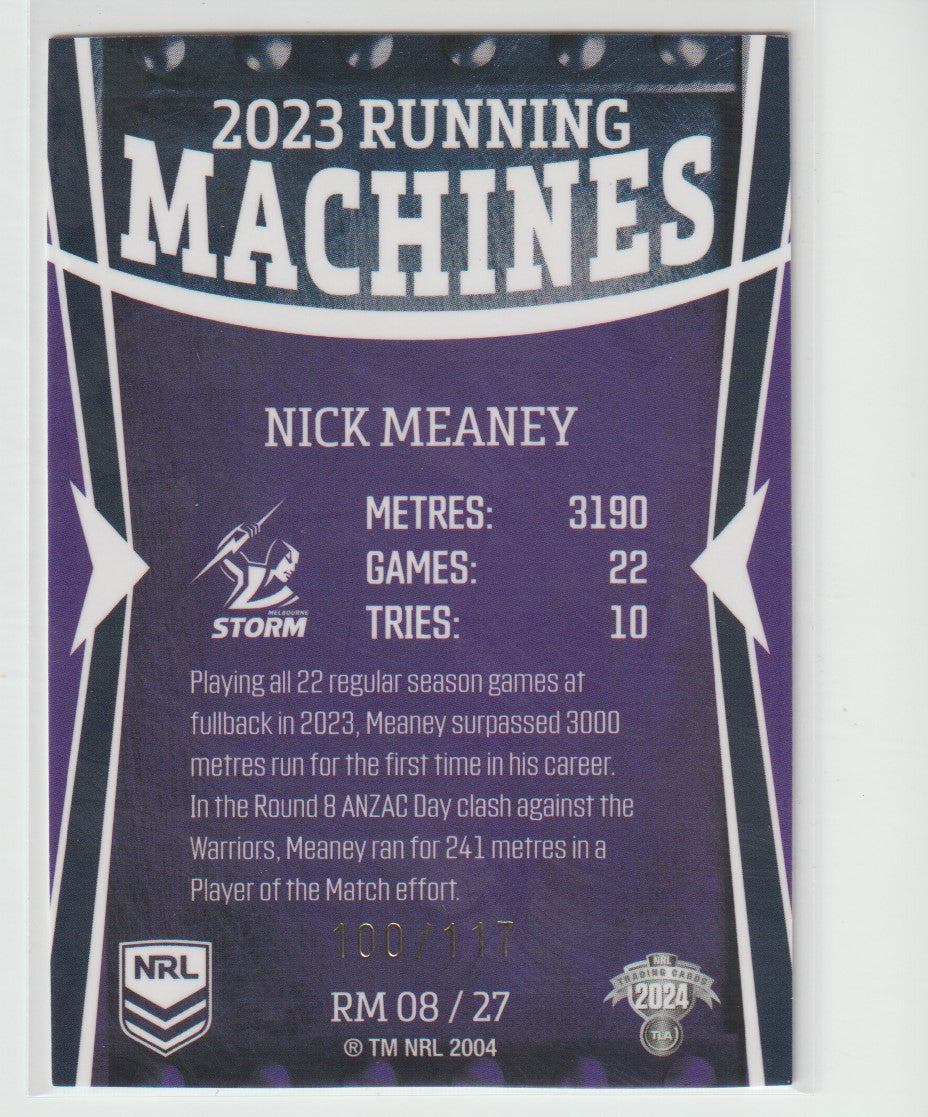 2023 RUNNING
MACHINES
NICK MEANEY
METRES: 3190
GAMES: 22
TRIES: 10
MELBOURNE
STORM
Playing all 22 regular season games at
fullback in 2023, Meaney surpassed 3000
metres run for the first time in his career.
In the Round 8 ANZAC Day clash against the
Warriors, Meaney ran for 241 metres in a
Player of the Match effort.
100/117
NRL
RM 08 / 27
® TM NRL 2004
NRL
TRADING CARDS
2024
TLA